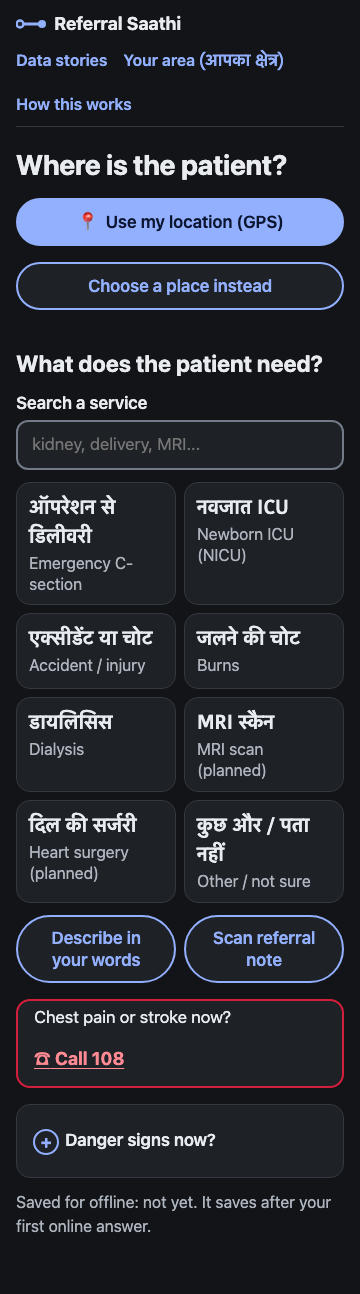 Referral Saathi
Data stories
Your area (आपका क्षेत्र)
How this works
Where is the patient?
📍 Use my location (GPS)
Choose a place instead
What does the patient need?
Search a service
kidney, delivery, MRI...
ऑपरेशन से
डिलीवरी
Emergency C-
section
नवजात ICU
Newborn ICU
(NICU)
एक्सीडेंट या चोट
Accident / injury
जलने की चोट
Burns
डायलिसिस
Dialysis
MRI स्कैन
MRI scan
(planned)
दिल की सर्जरी
Heart surgery
(planned)
कुछ और / पता
नहीं
Other / not sure
Describe in
your words
Scan referral
note
Chest pain or stroke now?
☎ Call 108
Danger signs now?
Saved for offline: not yet. It saves after your
first online answer.